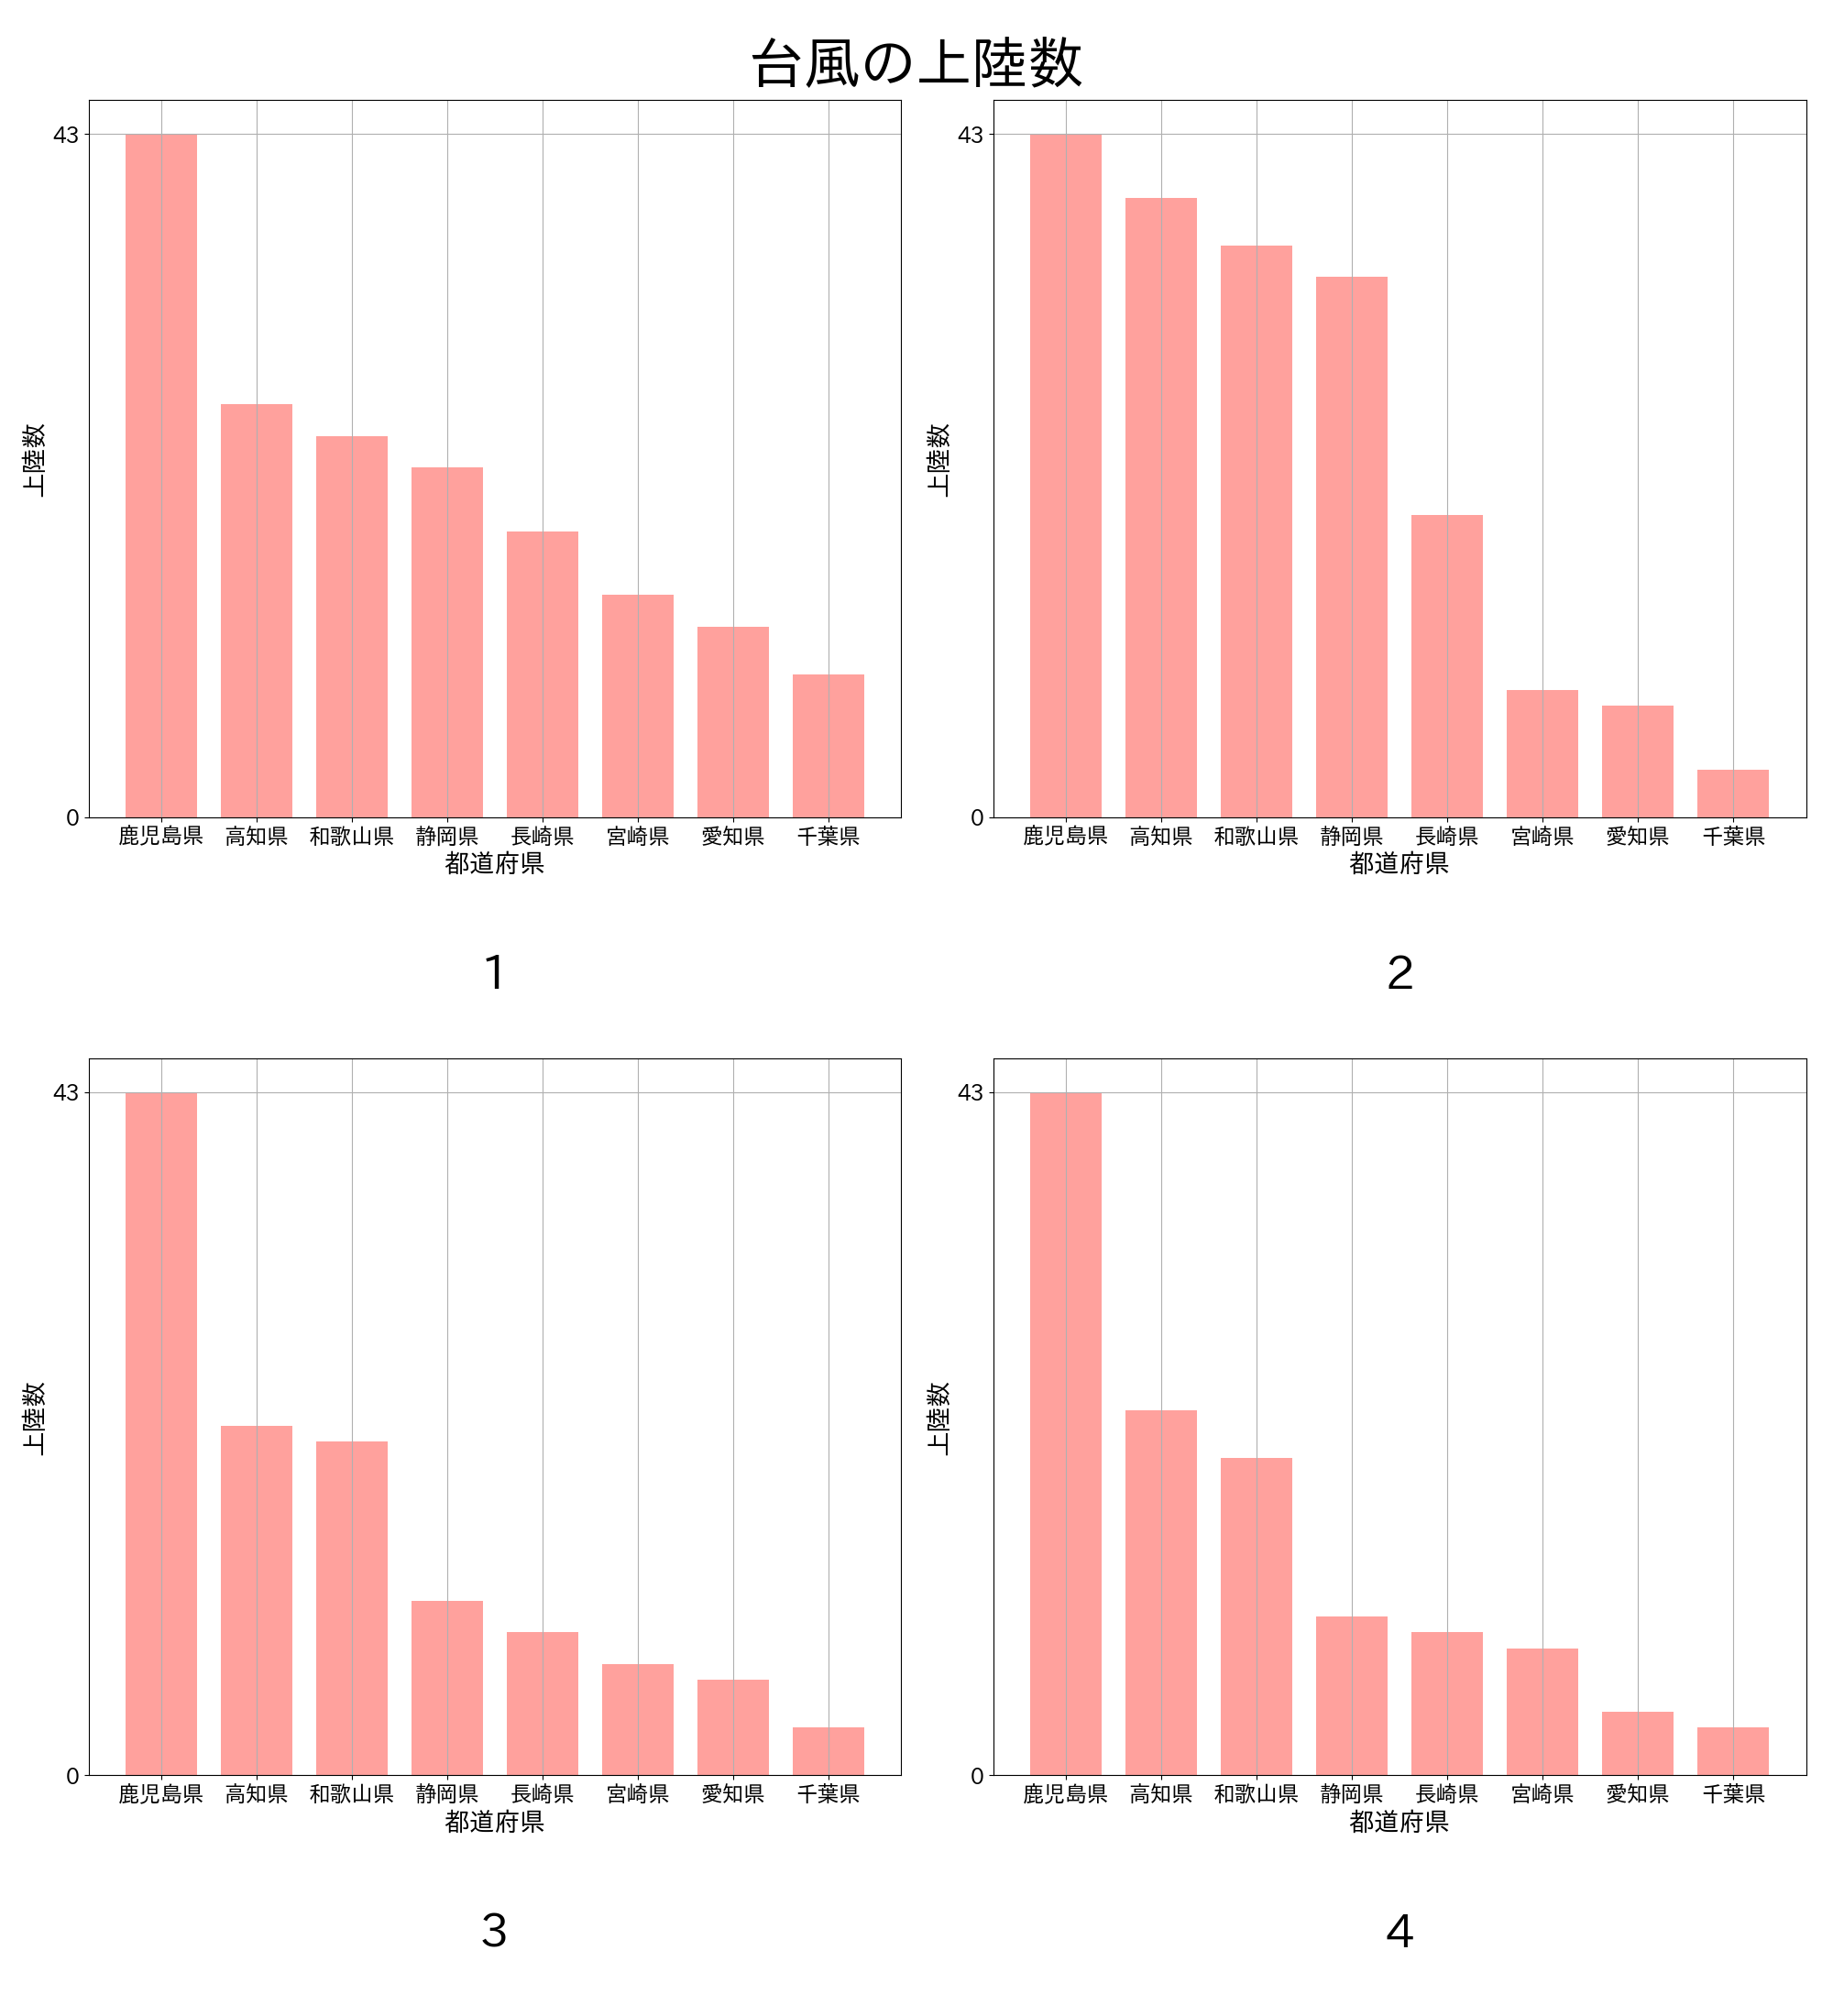 台風の上陸数
43
0
上陸数
鹿児島県 高知県 和歌山県 静岡県 長崎県 宮崎県 愛知県 千葉県
都道府県
1
43
0
上陸数
鹿児島県 高知県 和歌山県 静岡県 長崎県 宮崎県 愛知県 千葉県
都道府県
2
43
0
上陸数
鹿児島県 高知県 和歌山県 静岡県 長崎県 宮崎県 愛知県 千葉県
都道府県
3
43
0
上陸数
鹿児島県 高知県 和歌山県 静岡県 長崎県 宮崎県 愛知県 千葉県
都道府県
4